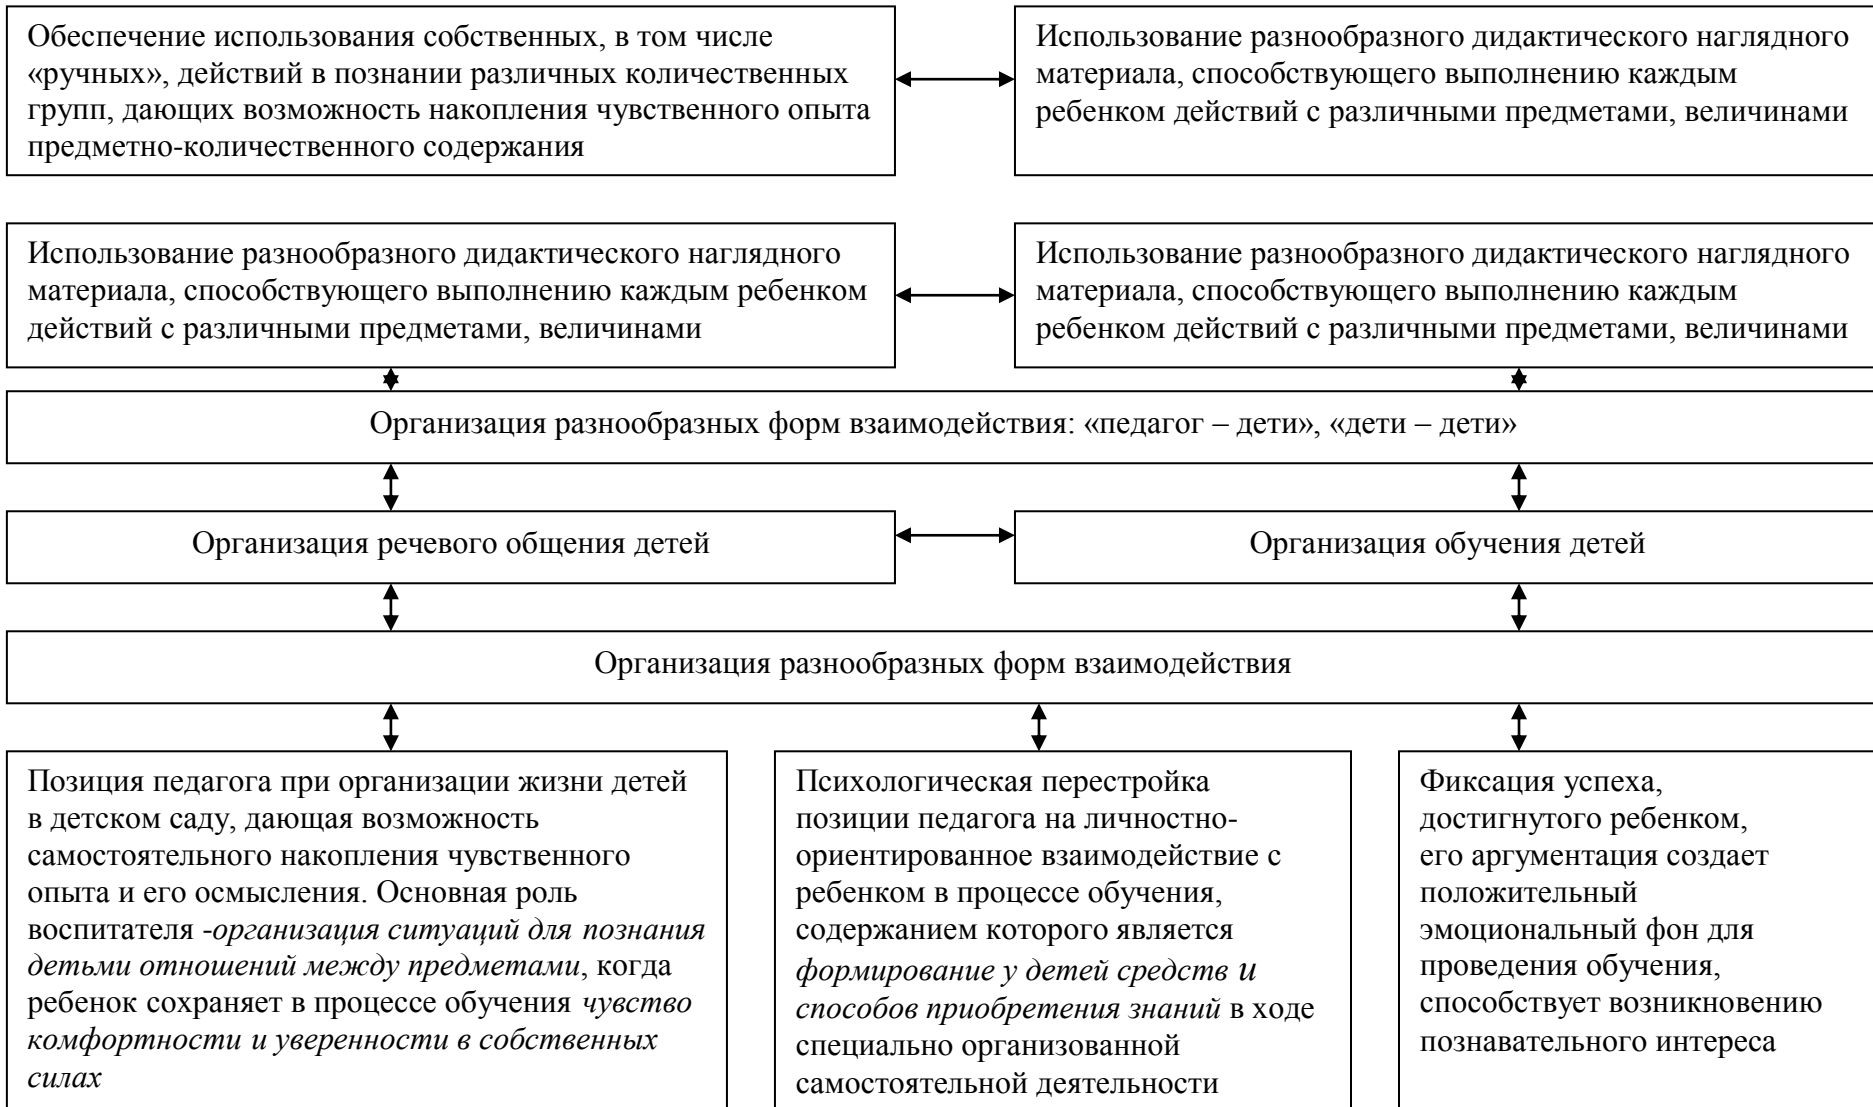 Обеспечение использования собственных, в том числе
«ручных», действий в познании различных количественных
групп, дающих возможность накопления чувственного опыта
предметно-количественного содержания
Использование разнообразного дидактического наглядного
материала, способствующего выполнению каждым
ребенком действий с различными предметами, величинами
Использование разнообразного дидактического наглядного
материала, способствующего выполнению каждым ребенком
действий с различными предметами, величинами
Использование разнообразного дидактического наглядного
материала, способствующего выполнению каждым
ребенком действий с различными предметами, величинами
Организация разнообразных форм взаимодействия: «педагог – дети», «дети – дети»
Организация речевого общения детей
Организация обучения детей
Организация разнообразных форм взаимодействия
Позиция педагога при организации жизни детей
в детском саду, дающая возможность
самостоятельного накопления чувственного
опыта и его осмысления. Основная роль
воспитателя -организация ситуаций для познания
детьми отношений между предметами, когда
ребенок сохраняет в процессе обучения чувство
комфортности и уверенности в собственных
силах
Психологическая перестройка
позиции педагога на личностно-
ориентированное взаимодействие с
ребенком в процессе обучения,
содержанием которого является
формирование у детей средств и
способов приобретения знаний в ходе
специально организованной
самостоятельной деятельности
Фиксация успеха,
достигнутого ребенком,
его аргументация создает
положительный
эмоциональный фон для
проведения обучения,
способствует возникновению
познавательного интереса